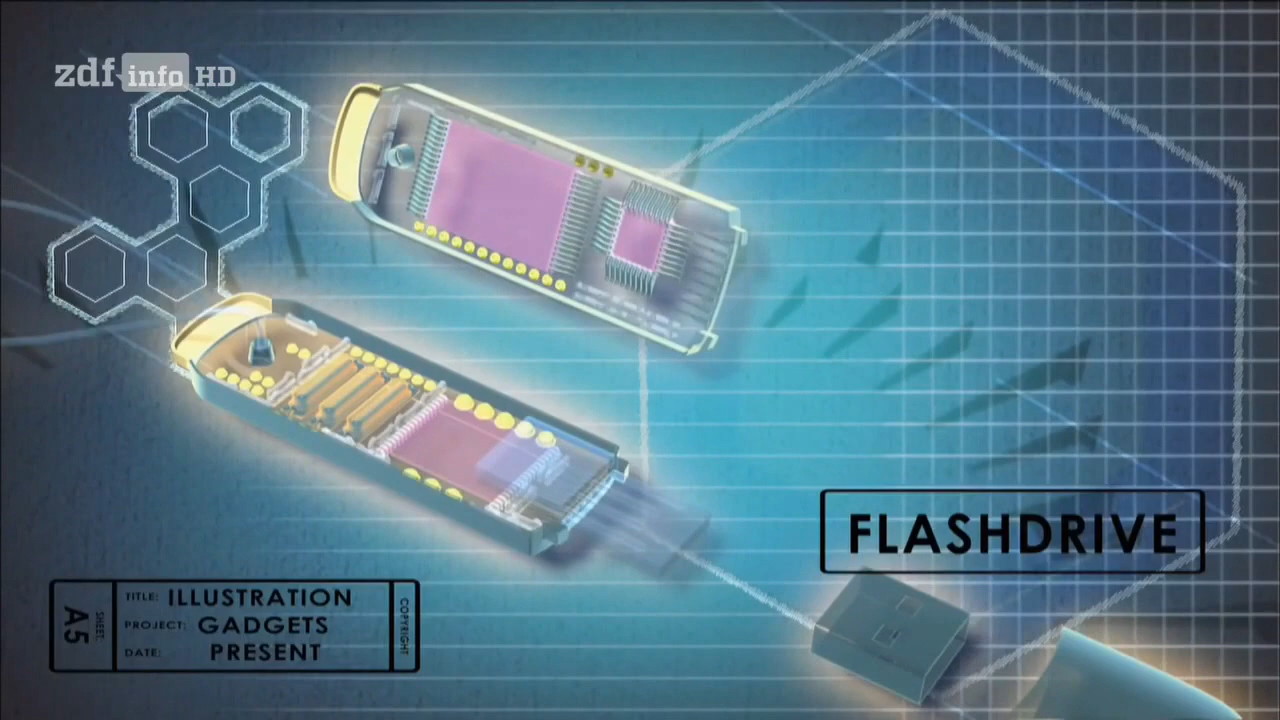 zdf info HD
FLASHDRIVE
SHEET: A5
TITLE: ILLUSTRATION
PROJECT: GADGETS
DATE: PRESENT
COPYRIGHT